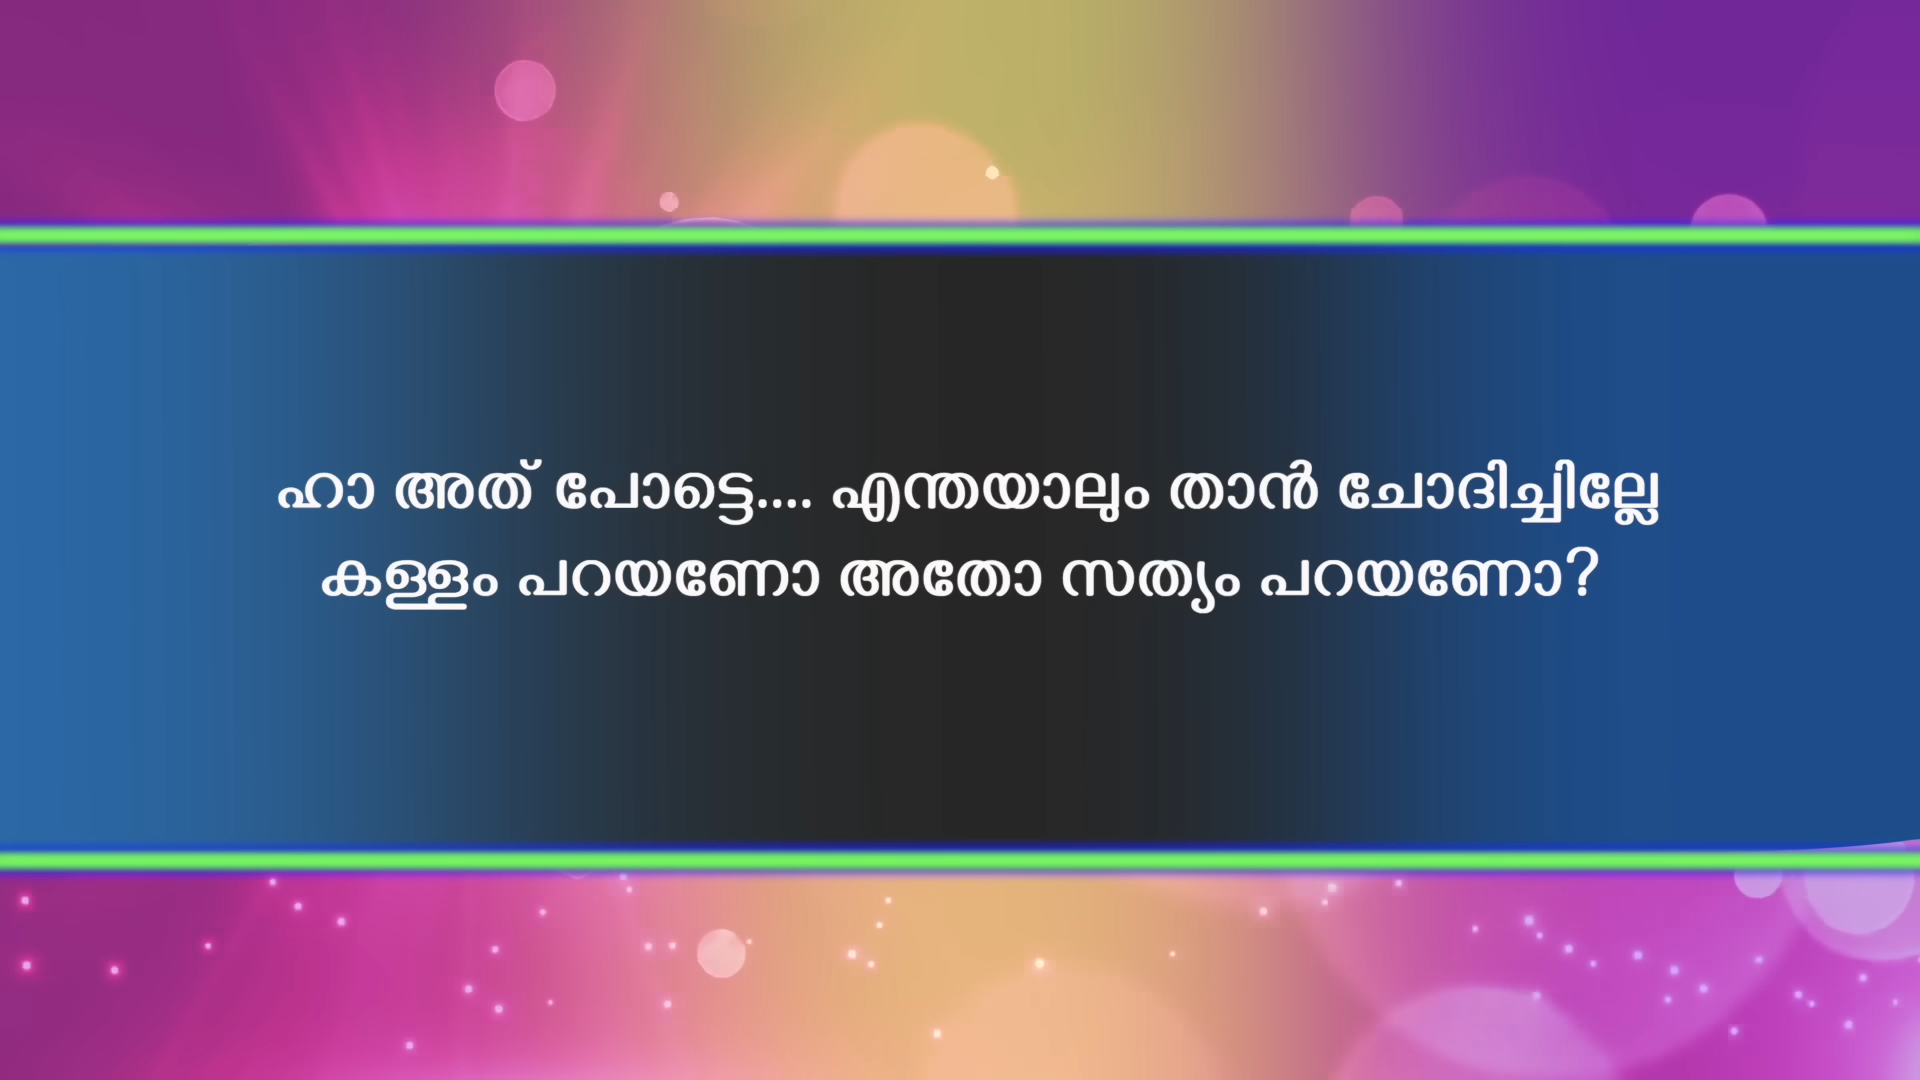 ഹാ അത് പോട്ടെ.... എന്തയാലും താൻ ചോദിച്ചില്ലേ
കള്ളം പറയണോ അതോ സത്യം പറയണോ?